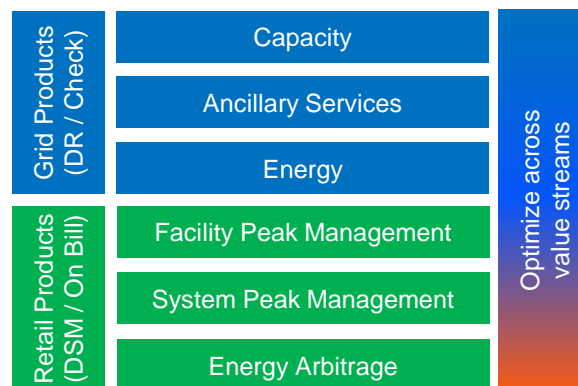 Grid Products
(DR / Check)
Capacity
Ancillary Services
Energy
Retail Products
(DSM / On Bill)
Facility Peak Management
System Peak Management
Energy Arbitrage
Optimize across
value streams